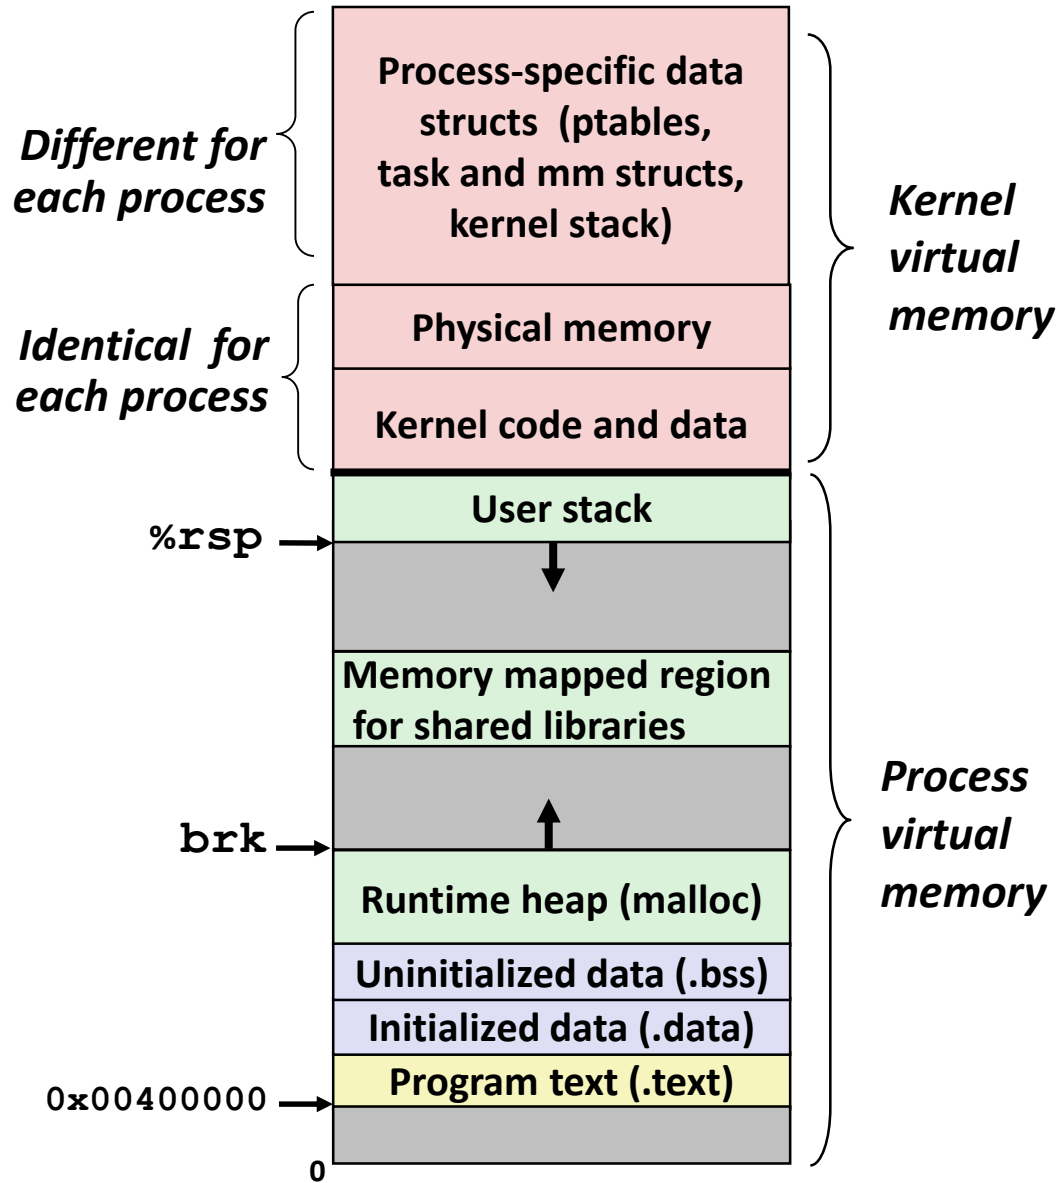 Process-specific data
structs (ptables,
task and mm structs,
kernel stack)
Different for
each process
Kernel
virtual
memory
Physical memory
Identical for
each process
Kernel code and data
User stack
%rsp
Memory mapped region
for shared libraries
Process
virtual
memory
brk
Runtime heap (malloc)
Uninitialized data (.bss)
Initialized data (.data)
Program text (.text)
0x00400000
0